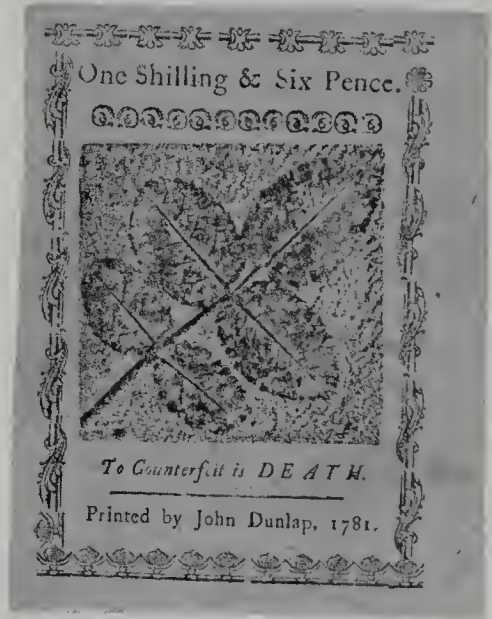 One Shilling & Six Pence.
To Counterfeit is DEATH.
Printed by John Dunlap, 1781.